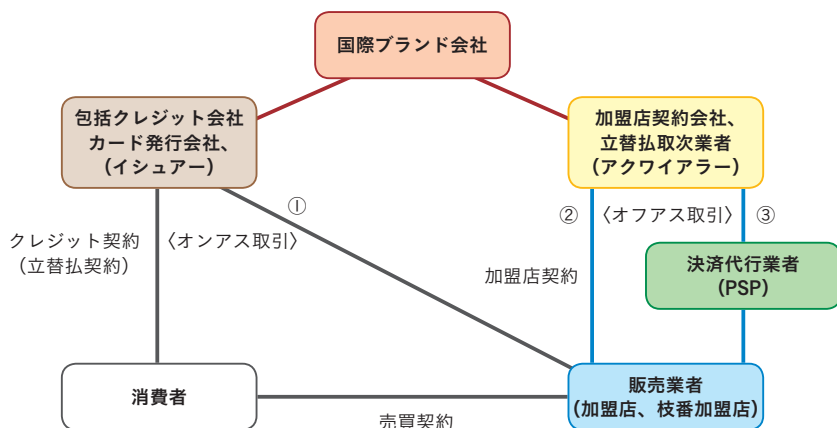 国際ブランド会社
包括クレジット会社
カード発行会社、
(イシュアー)
加盟店契約会社、
立替払取次業者
(アクワイアラー)
①
②
〈オフアス取引〉
③
クレジット契約
(立替払契約)
〈オンアス取引〉
加盟店契約
決済代行業者
(PSP)
消費者
売買契約
販売業者
(加盟店、枝番加盟店)